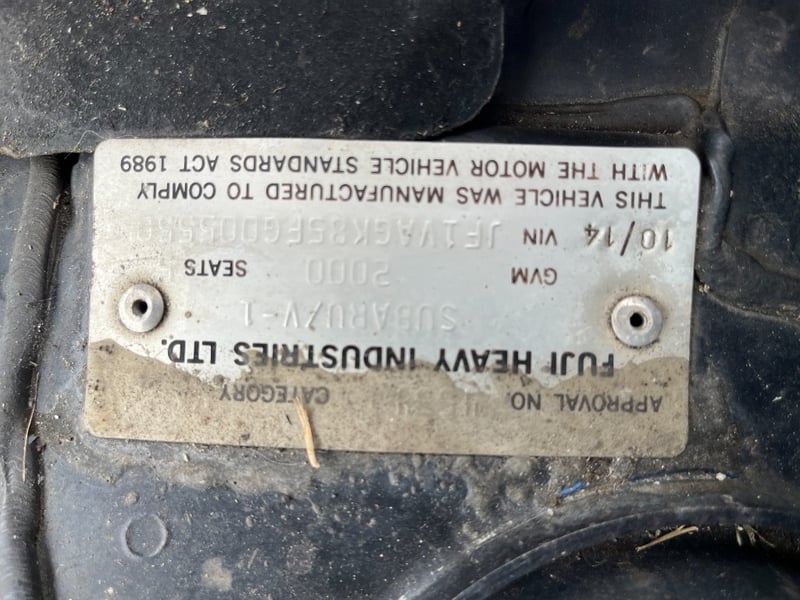 APPROVAL NO. CATEGORY
FUJI HEAVY INDUSTRIES LTD.
SUBARU/V-1
GVM 2000 SEATS
10/14 VIN
THIS VEHICLE WAS MANUFACTURED TO COMPLY
WITH THE MOTOR VEHICLE STANDARDS ACT 1989